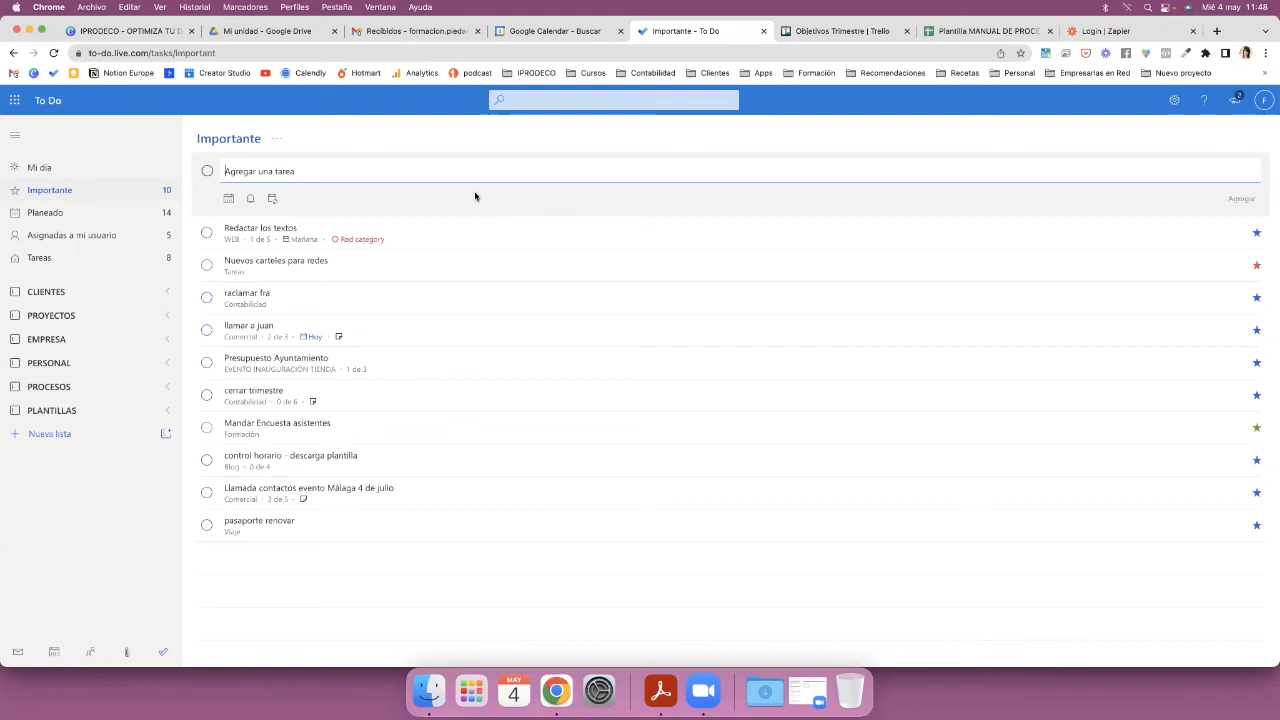 Chrome Archivo Editar Ver Historial Marcadores Perfiles Pestaña Ventana Ayuda Mié 4 may 11:48
IPRODECO - OPTIMIZA TU D Mi unidad - Google Drive Recibidos - formacion.piedar Google Calendar - Buscar Importante - To Do Objetivos Trimestre | Trello Plantilla MANUAL DE PROCE Login | Zapier
to-do.live.com/tasks/important
Notion Europe Creator Studio Calendly Hotmart Analytics podcast IPRODECO Cursos Contabilidad Clientes Apps Formación Recomendaciones Recetas Personal Empresarias en Red Nuevo proyecto »
To Do
2
F
Importante ···
Agregar una tarea
Agregar
Mi día
Importante 10
Planeado 14
Asignadas a mi usuario 5
Tareas 8
CLIENTES
PROYECTOS
EMPRESA
PERSONAL
PROCESOS
PLANTILLAS
Nueva lista
Redactar los textos
WEB · 1 de 5 · Mañana · Red category
Nuevos carteles para redes
Tareas
raclamar fra
Contabilidad
llamar a juan
Comercial · 2 de 3 · Hoy ·
Presupuesto Ayuntamiento
EVENTO INAUGURACIÓN TIENDA · 1 de 3
cerrar trimestre
Contabilidad · 0 de 6 ·
Mandar Encuesta asistentes
Formación
control horario - descarga plantilla
Blog · 0 de 4
Llamada contactos evento Málaga 4 de julio
Comercial · 3 de 5 ·
pasaporte renovar
Viaje
MAY
4